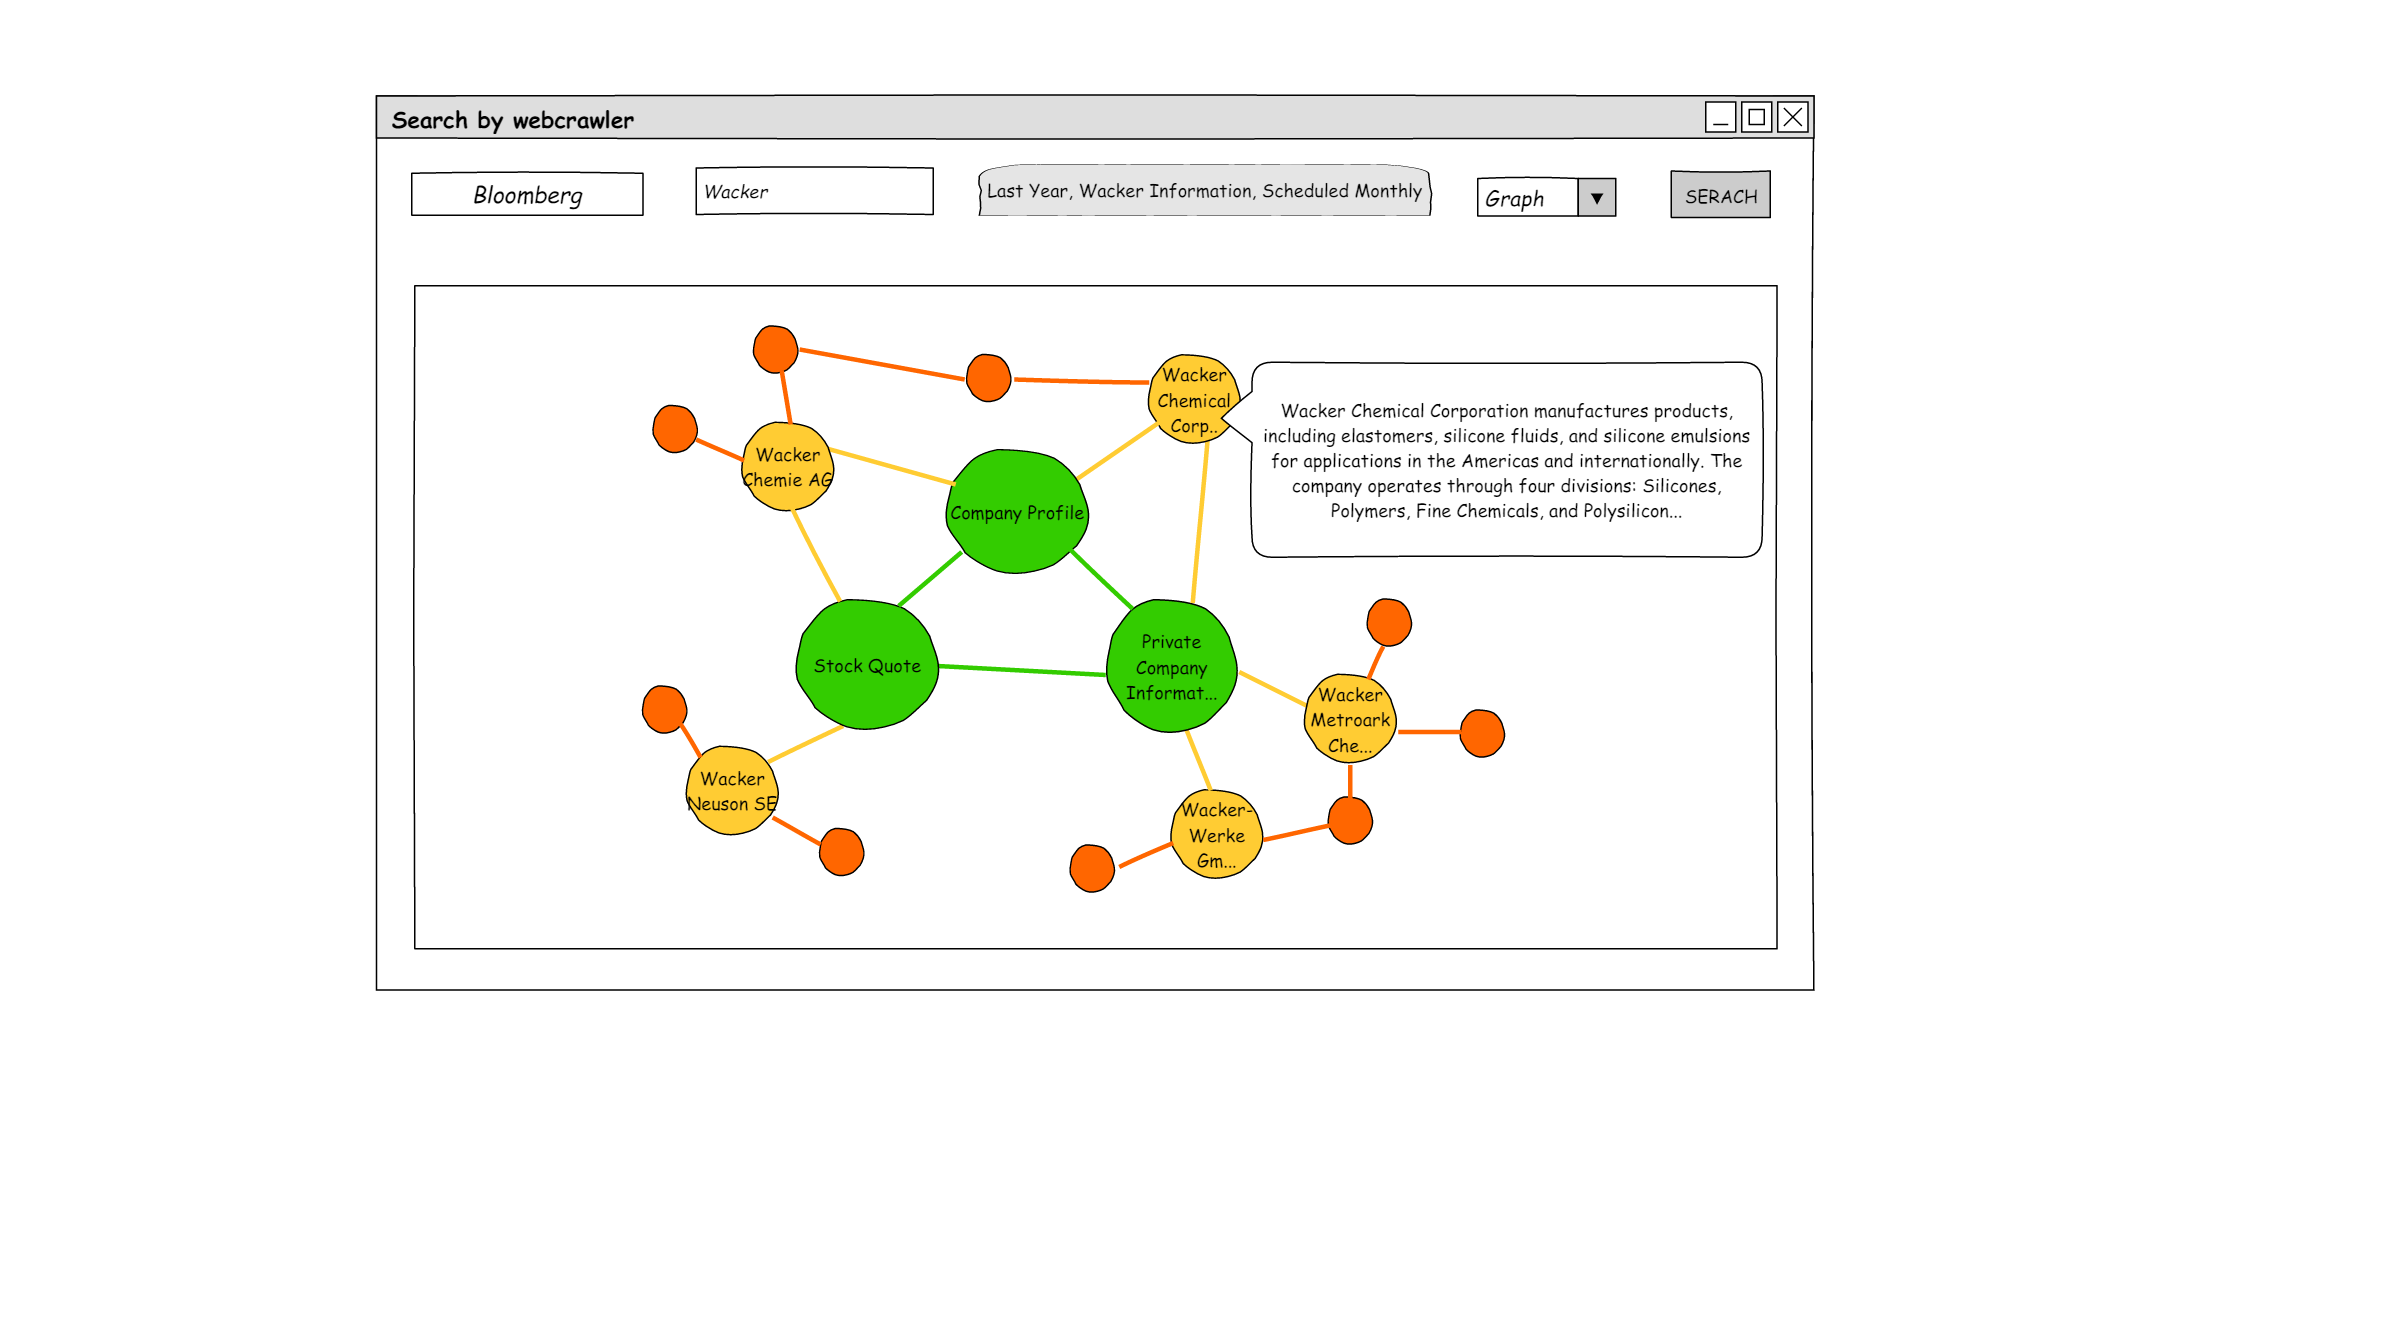 Search by webcrawler
Bloomberg
Wacker
Last Year, Wacker Information, Scheduled Monthly
Graph
SERACH
Wacker
Chemical
Corp..
Wacker Chemical Corporation manufactures products,
including elastomers, silicone fluids, and silicone emulsions
for applications in the Americas and internationally. The
company operates through four divisions: Silicones,
Polymers, Fine Chemicals, and Polysilicon...
Wacker
Chemie AG
Company Profile
Stock Quote
Private
Company
Informat...
Wacker
Metroark
Che...
Wacker
Neuson SE
Wacker-
Werke
Gm...